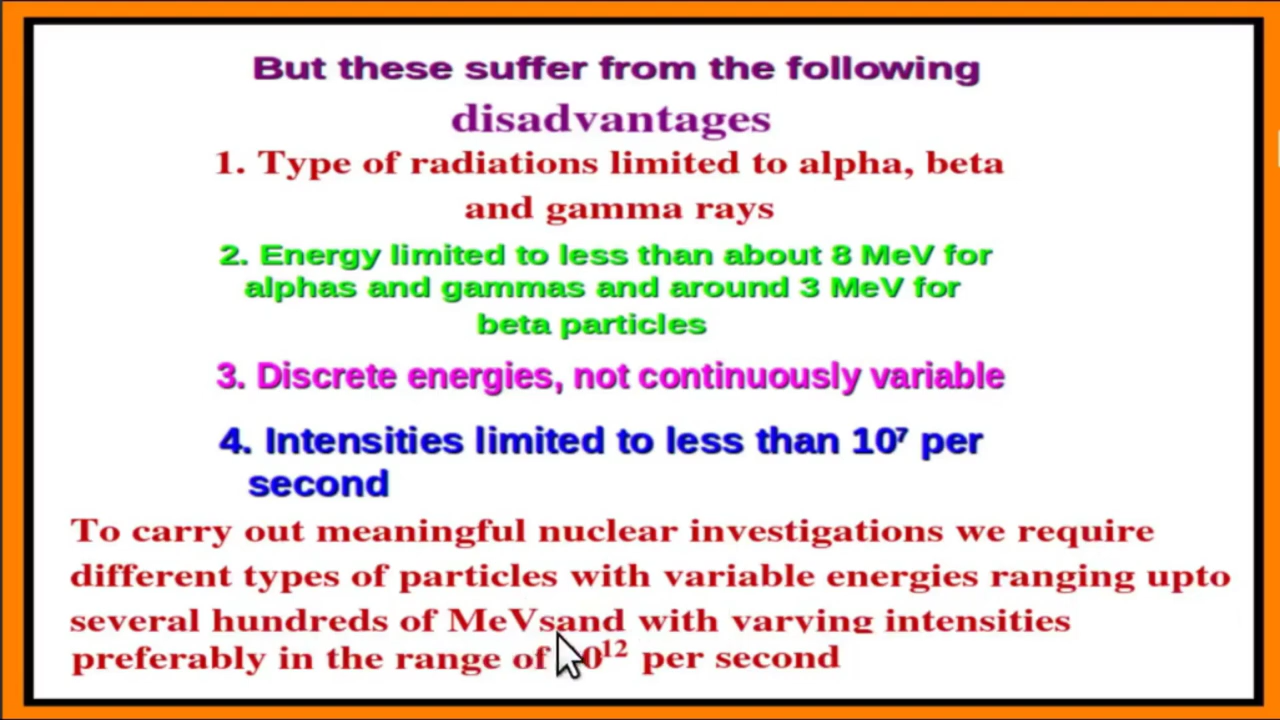 But these suffer from the following
disadvantages
1. Type of radiations limited to alpha, beta
and gamma rays
2. Energy limited to less than about 8 MeV for
alphas and gammas and around 3 MeV for
beta particles
3. Discrete energies, not continuously variable
4. Intensities limited to less than 10⁷ per
second
To carry out meaningful nuclear investigations we require
different types of particles with variable energies ranging upto
several hundreds of MeVsand with varying intensities
preferably in the range of 0¹² per second